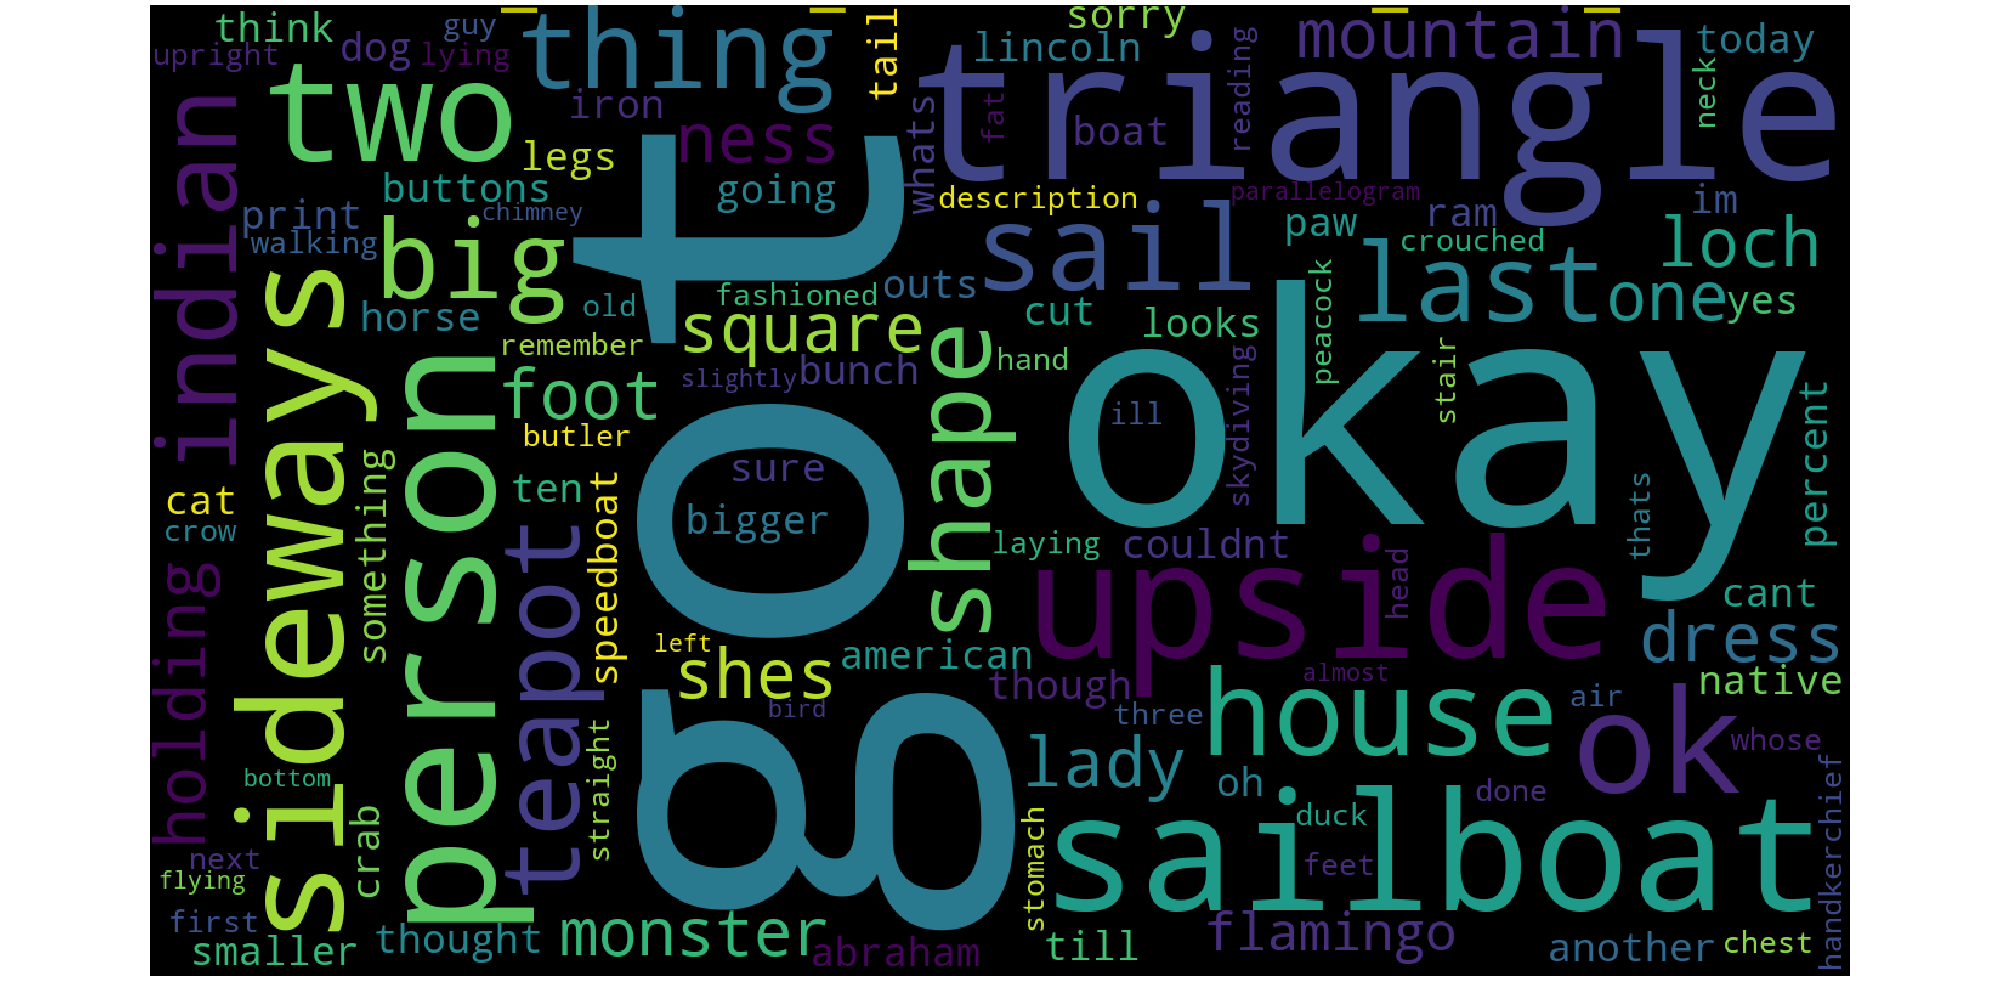 think
guy
upright
dog
lying
thing
tail
sorry
lincoln
reading
mountain
today
neck
two
iron
ness
whats
fat
boat
triangle
indian
legs
buttons
going
description
parallelogram
im
print
chimney
walking
big
got
sail
paw
ram
crouched
last
loch
one
yes
sideways
horse
old
fashioned
outs
cut
looks
peacock
remember
square
shape
hand
stair
person
foot
slightly
bunch
okay
percent
butler
ill
skydiving
cat
crow
something
ten
speedboat
sure
bigger
thats
teapot
laying
couldnt
head
upside
cant
holding
left
shes
american
dress
though
almost
native
bird
three
house
air
ok
whose
bottom
straight
lady
oh
done
handkerchief
crab
stomach
duck
sailboat
next
flying
feet
first
smaller
thought
monster
abraham
till
flamingo
another
chest